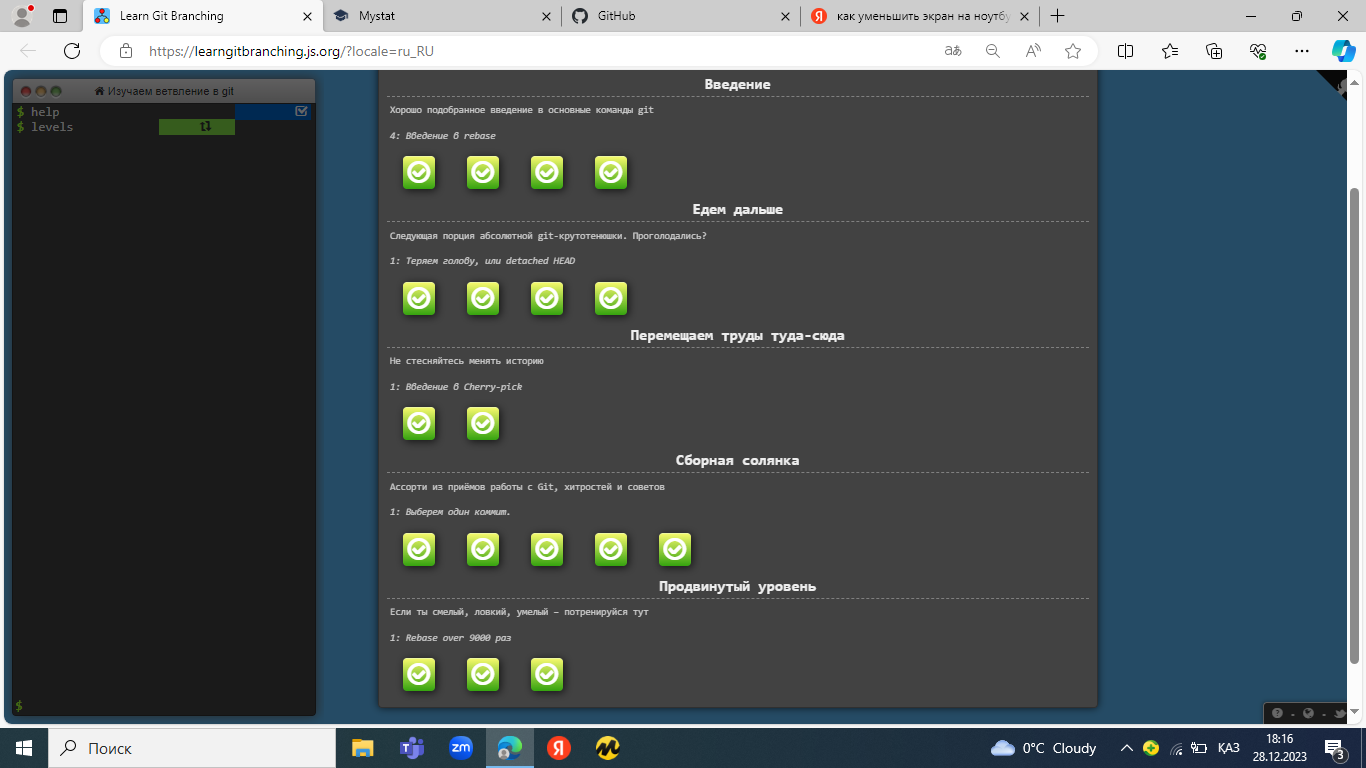 Learn Git Branching
Mystat
GitHub
как уменьшить экран на ноутбу
https://learngitbranching.js.org/?locale=ru_RU
Изучаем ветвление в git
$ help
$ levels
$
Введение
Хорошо подобранное введение в основные команды git
4: Введение в rebase
Едем дальше
Следующая порция абсолютной git-крутотенюшки. Проголодались?
1: Теряем голову, или detached HEAD
Перемещаем труды туда-сюда
Не стесняйтесь менять историю
1: Введение в Cherry-pick
Сборная солянка
Ассорти из приёмов работы с Git, хитростей и советов
1: Выберем один коммит.
Продвинутый уровень
Если ты смелый, ловкий, умелый – потренируйся тут
1: Rebase over 9000 раз
Поиск
zm
Я
0°C Cloudy
ҚАЗ
18:16
28.12.2023
3